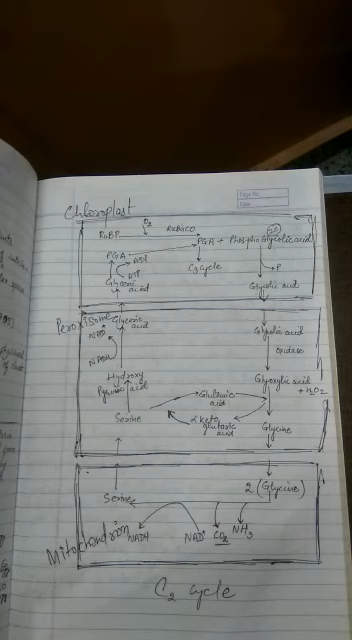 Page No.
Date
Chloroplast
O2 RuBisCO
RuBP PGA + Phospho Glycolic acid (2C)
PGA ADP P
C3 cycle
ATP
Glyceric acid Glycolic acid
Peroxisome Glyceric acid Glycolic acid
NAD+ oxidase
NADH
Hydroxy Pyruvic acid Glyoxylic acid + H2O2
Glutamic acid
Serine α keto glutaric acid
Glycine
2 (Glycine)
Serine
Mitochondrion NADH NAD+ CO2 NH3
C2 cycle